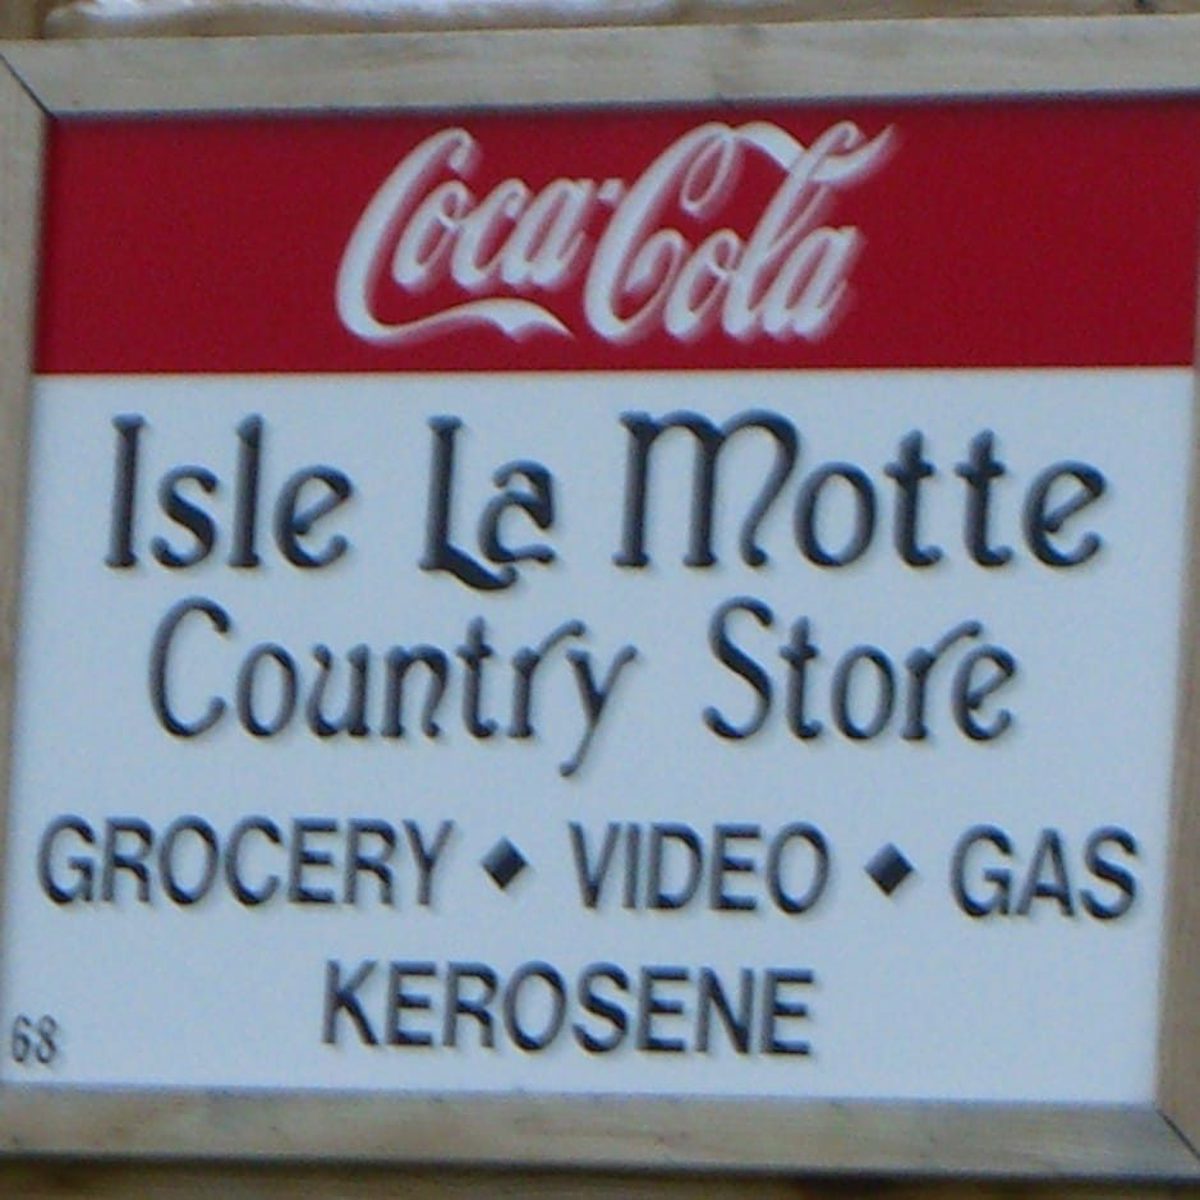 Coca-Cola
Isle La Motte
Country Store
GROCERY ◆ VIDEO ◆ GAS
KEROSENE
68